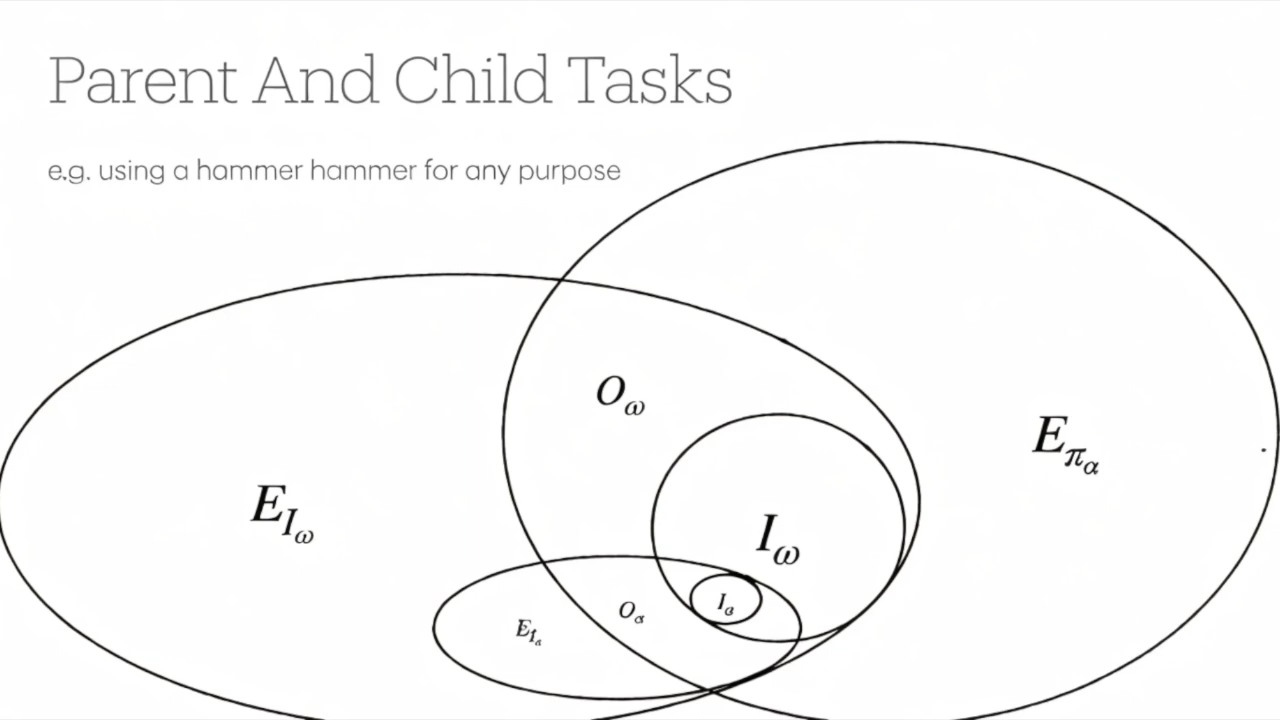 Parent And Child Tasks
e.g. using a hammer hammer for any purpose
O_ω
E_{π_α}
E_{I_ω}
I_ω
I_α
O_α
E_{I_α}